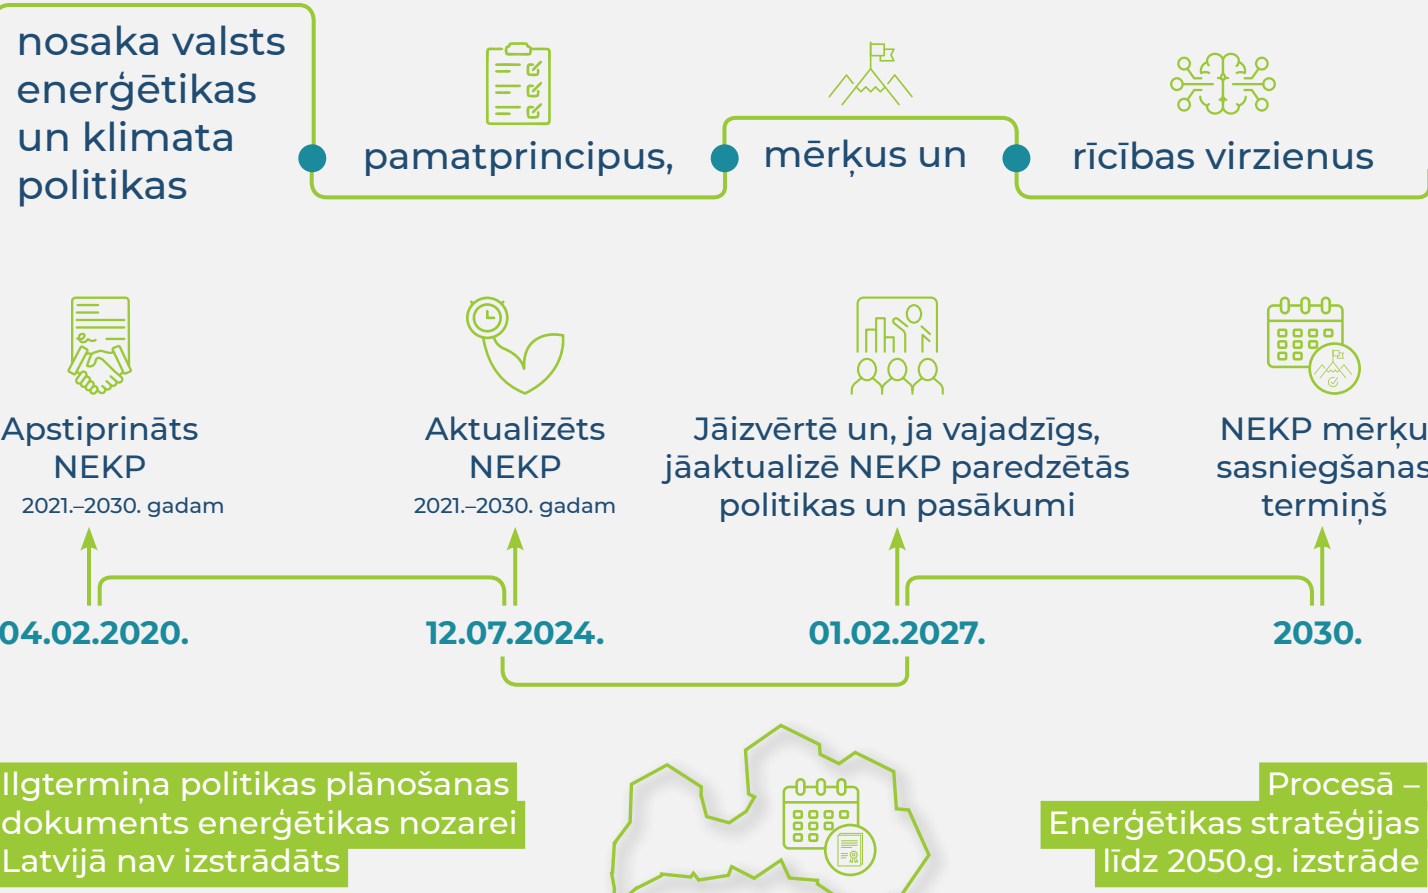 nosaka valsts
enerģētikas
un klimata
politikas
pamatprincipus,
mērķus un
rīcības virzienus
Apstiprināts
NEKP
2021.–2030. gadam
Aktualizēts
NEKP
2021.–2030. gadam
Jāizvērtē un, ja vajadzīgs,
jāaktualizē NEKP paredzētās
politikas un pasākumi
NEKP mērķu
sasniegšanas
termiņš
04.02.2020.
12.07.2024.
01.02.2027.
2030.
Ilgtermiņa politikas plānošanas
dokuments enerģētikas nozarei
Latvijā nav izstrādāts
Procesā –
Enerģētikas stratēģijas
līdz 2050.g. izstrāde